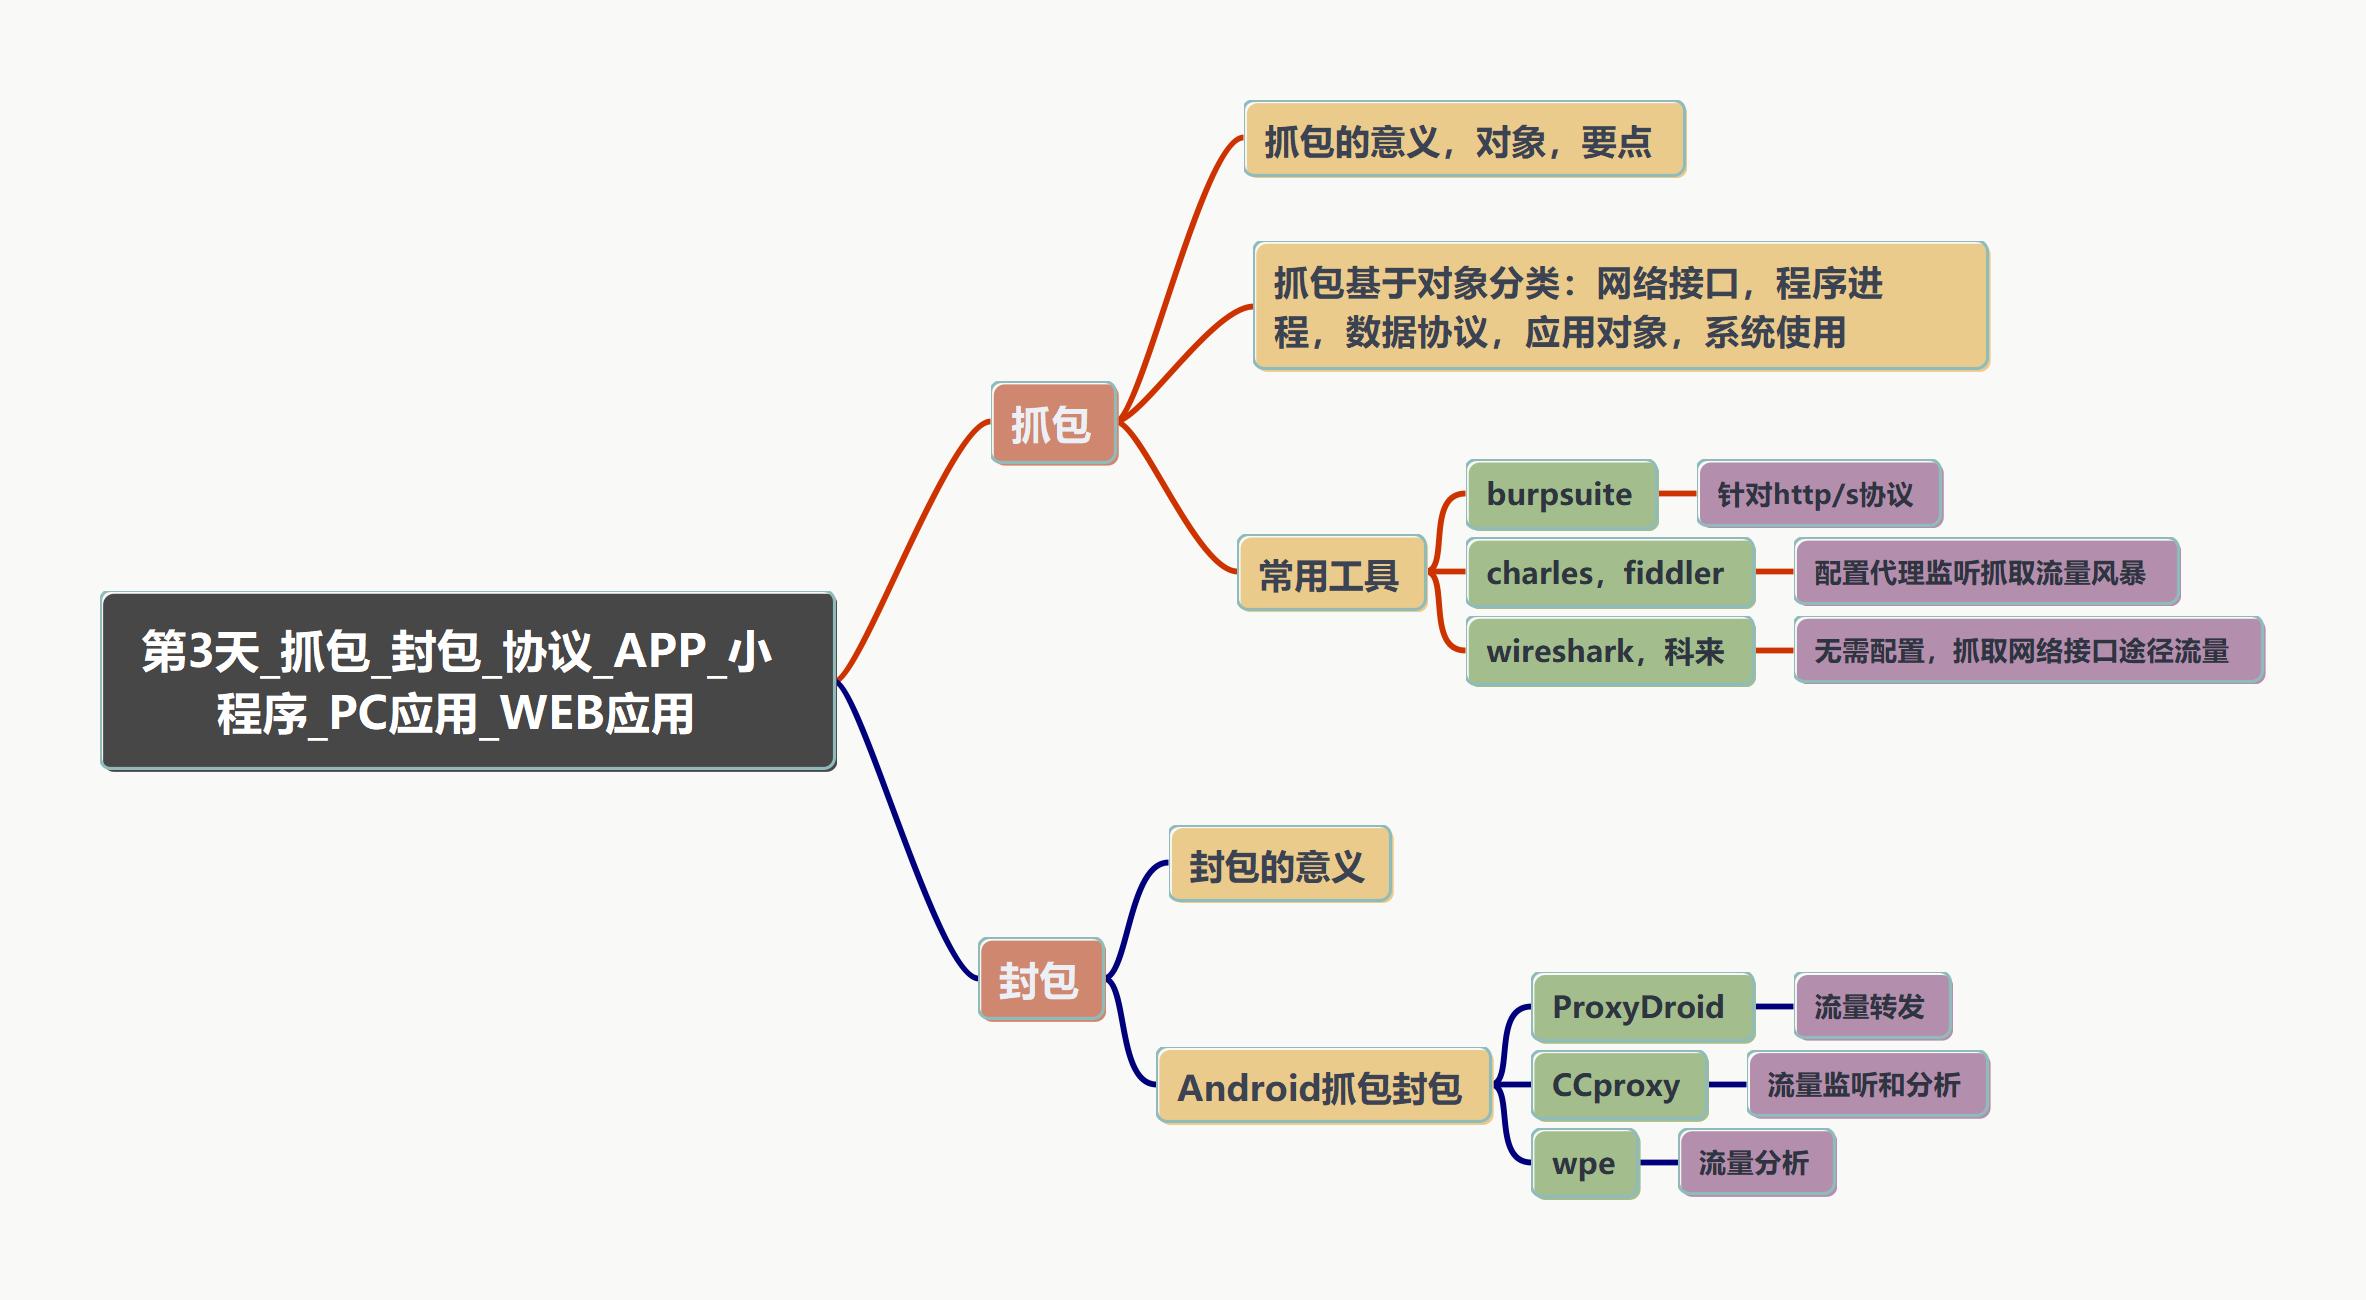 第3天_抓包_封包_协议_APP_小
程序_PC应用_WEB应用
抓包
抓包的意义，对象，要点
抓包基于对象分类：网络接口，程序进
程，数据协议，应用对象，系统使用
常用工具
burpsuite
针对http/s协议
charles，fiddler
配置代理监听抓取流量风暴
wireshark，科来
无需配置，抓取网络接口途径流量
封包
封包的意义
Android抓包封包
ProxyDroid
流量转发
CCproxy
流量监听和分析
wpe
流量分析